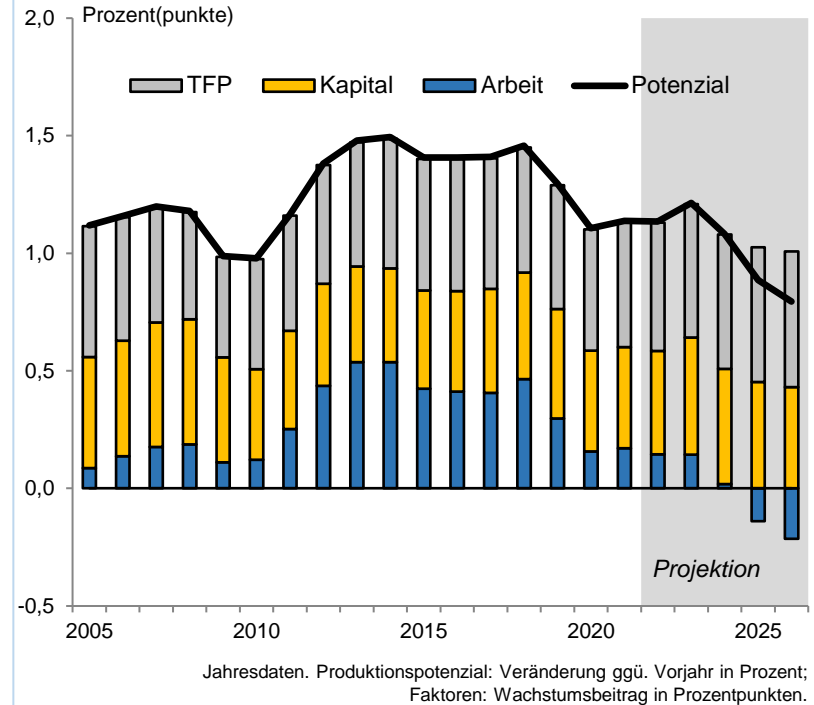 Prozent(punkte)
2,0
TFP Kapital Arbeit Potenzial
1,5
1,0
0,5
0,0
Projektion
-0,5
2005 2010 2015 2020 2025
Jahresdaten. Produktionspotenzial: Veränderung ggü. Vorjahr in Prozent;
Faktoren: Wachstumsbeitrag in Prozentpunkten.